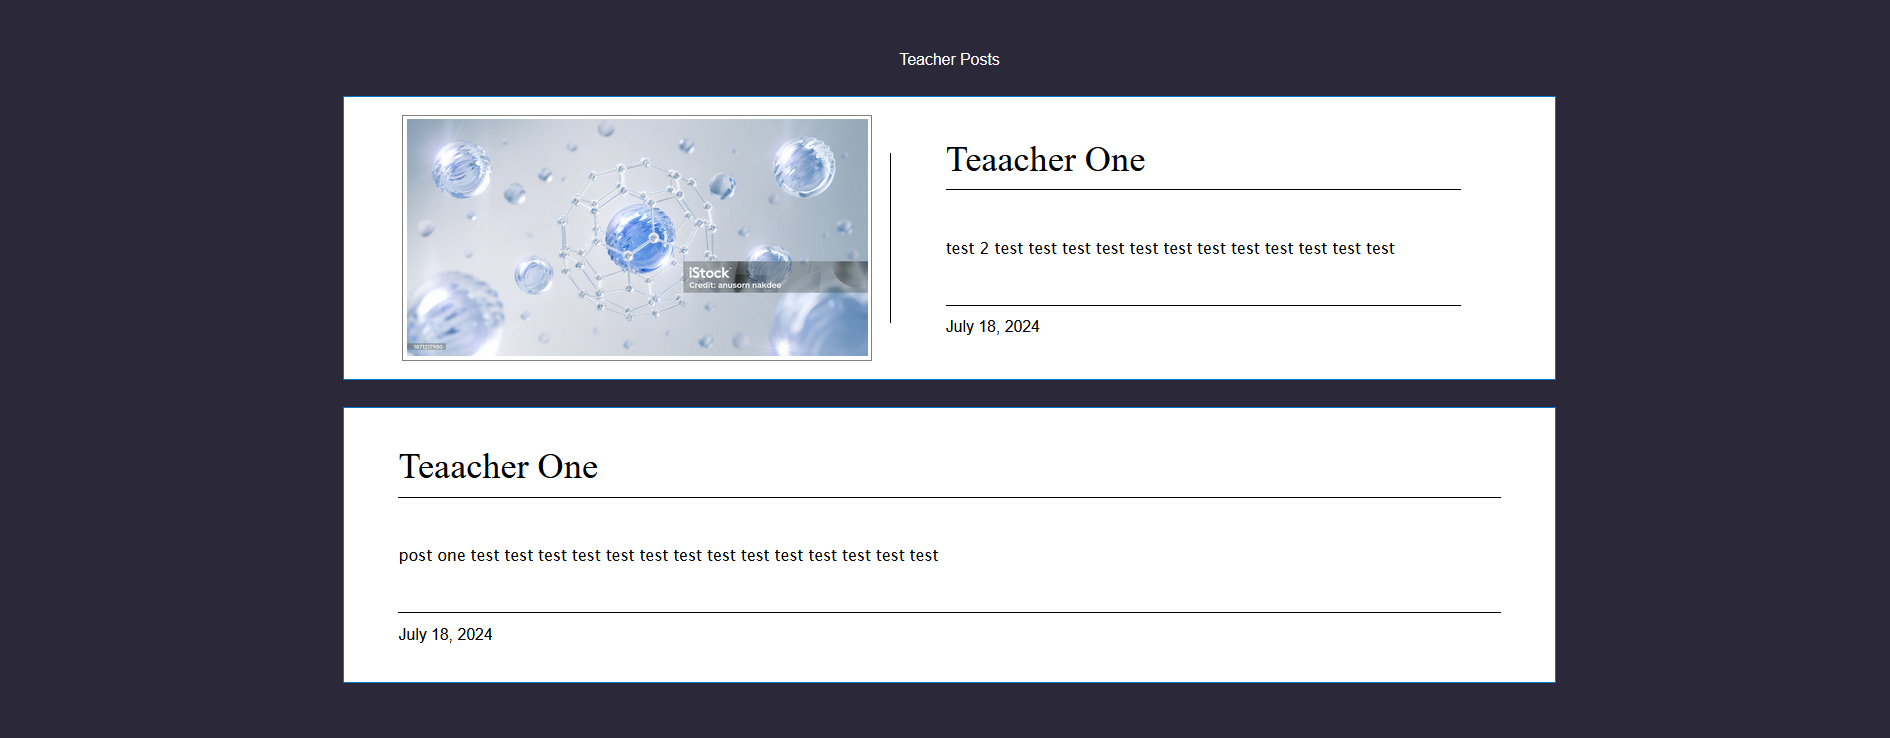 Teacher Posts
iStock
Credit: anusorn nakdee
1871217980
Teaacher One
test 2 test test test test test test test test test test test test
July 18, 2024
Teaacher One
post one test test test test test test test test test test test test test test
July 18, 2024